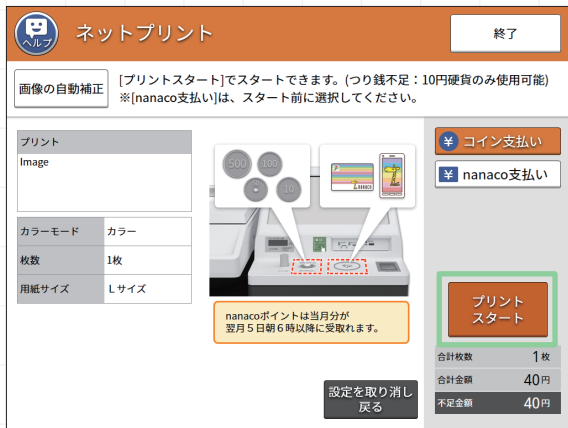 ヘルプ
ネットプリント
終了
画像の自動補正
[プリントスタート]でスタートできます。(つり銭不足：10円硬貨のみ使用可能)
※[nanaco支払い]は、スタート前に選択してください。
プリント
Image
カラーモード カラー
枚数 1枚
用紙サイズ Lサイズ
500 100
10
nanaco
nanacoポイントは当月分が
翌月5日朝6時以降に受取れます。
設定を取り消し
戻る
¥ コイン支払い
¥ nanaco支払い
プリント
スタート
合計枚数 1枚
合計金額 40円
不足金額 40円